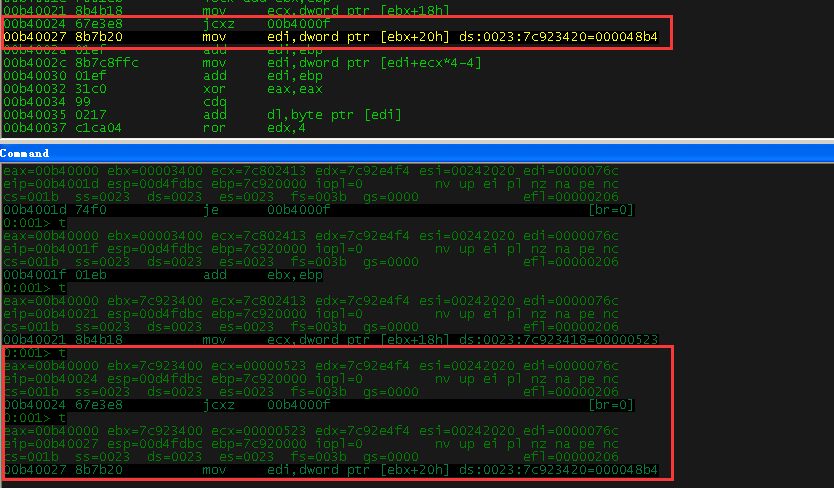 00b40021 8b4b18 mov ecx,dword ptr [ebx+18h]
00b40024 67e3e8 jcxz 00b4000f
00b40027 8b7b20 mov edi,dword ptr [ebx+20h] ds:0023:7c923420=000048b4
00b4002a 01ef add edi,ebp
00b4002c 8b7c8ffc mov edi,dword ptr [edi+ecx*4-4]
00b40030 01ef add edi,ebp
00b40032 31c0 xor eax,eax
00b40034 99 cdq
00b40035 0217 add dl,byte ptr [edi]
00b40037 c1ca04 ror edx,4
Command
eax=00b40000 ebx=00003400 ecx=7c802413 edx=7c92e4f4 esi=00242020 edi=0000076c
eip=00b4001d esp=00d4fdbc ebp=7c920000 iopl=0 nv up ei pl nz na pe nc
cs=001b ss=0023 ds=0023 es=0023 fs=003b gs=0000 efl=00000206
00b4001d 74f0 je 00b4000f [br=0]
0:001> t
eax=00b40000 ebx=00003400 ecx=7c802413 edx=7c92e4f4 esi=00242020 edi=0000076c
eip=00b4001f esp=00d4fdbc ebp=7c920000 iopl=0 nv up ei pl nz na pe nc
cs=001b ss=0023 ds=0023 es=0023 fs=003b gs=0000 efl=00000206
00b4001f 01eb add ebx,ebp
0:001> t
eax=00b40000 ebx=7c923400 ecx=7c802413 edx=7c92e4f4 esi=00242020 edi=0000076c
eip=00b40021 esp=00d4fdbc ebp=7c920000 iopl=0 nv up ei pl nz na pe nc
cs=001b ss=0023 ds=0023 es=0023 fs=003b gs=0000 efl=00000206
00b40021 8b4b18 mov ecx,dword ptr [ebx+18h] ds:0023:7c923418=00000523
0:001> t
eax=00b40000 ebx=7c923400 ecx=00000523 edx=7c92e4f4 esi=00242020 edi=0000076c
eip=00b40024 esp=00d4fdbc ebp=7c920000 iopl=0 nv up ei pl nz na pe nc
cs=001b ss=0023 ds=0023 es=0023 fs=003b gs=0000 efl=00000206
00b40024 67e3e8 jcxz 00b4000f [br=0]
0:001> t
eax=00b40000 ebx=7c923400 ecx=00000523 edx=7c92e4f4 esi=00242020 edi=0000076c
eip=00b40027 esp=00d4fdbc ebp=7c920000 iopl=0 nv up ei pl nz na pe nc
cs=001b ss=0023 ds=0023 es=0023 fs=003b gs=0000 efl=00000206
00b40027 8b7b20 mov edi,dword ptr [ebx+20h] ds:0023:7c923420=000048b4